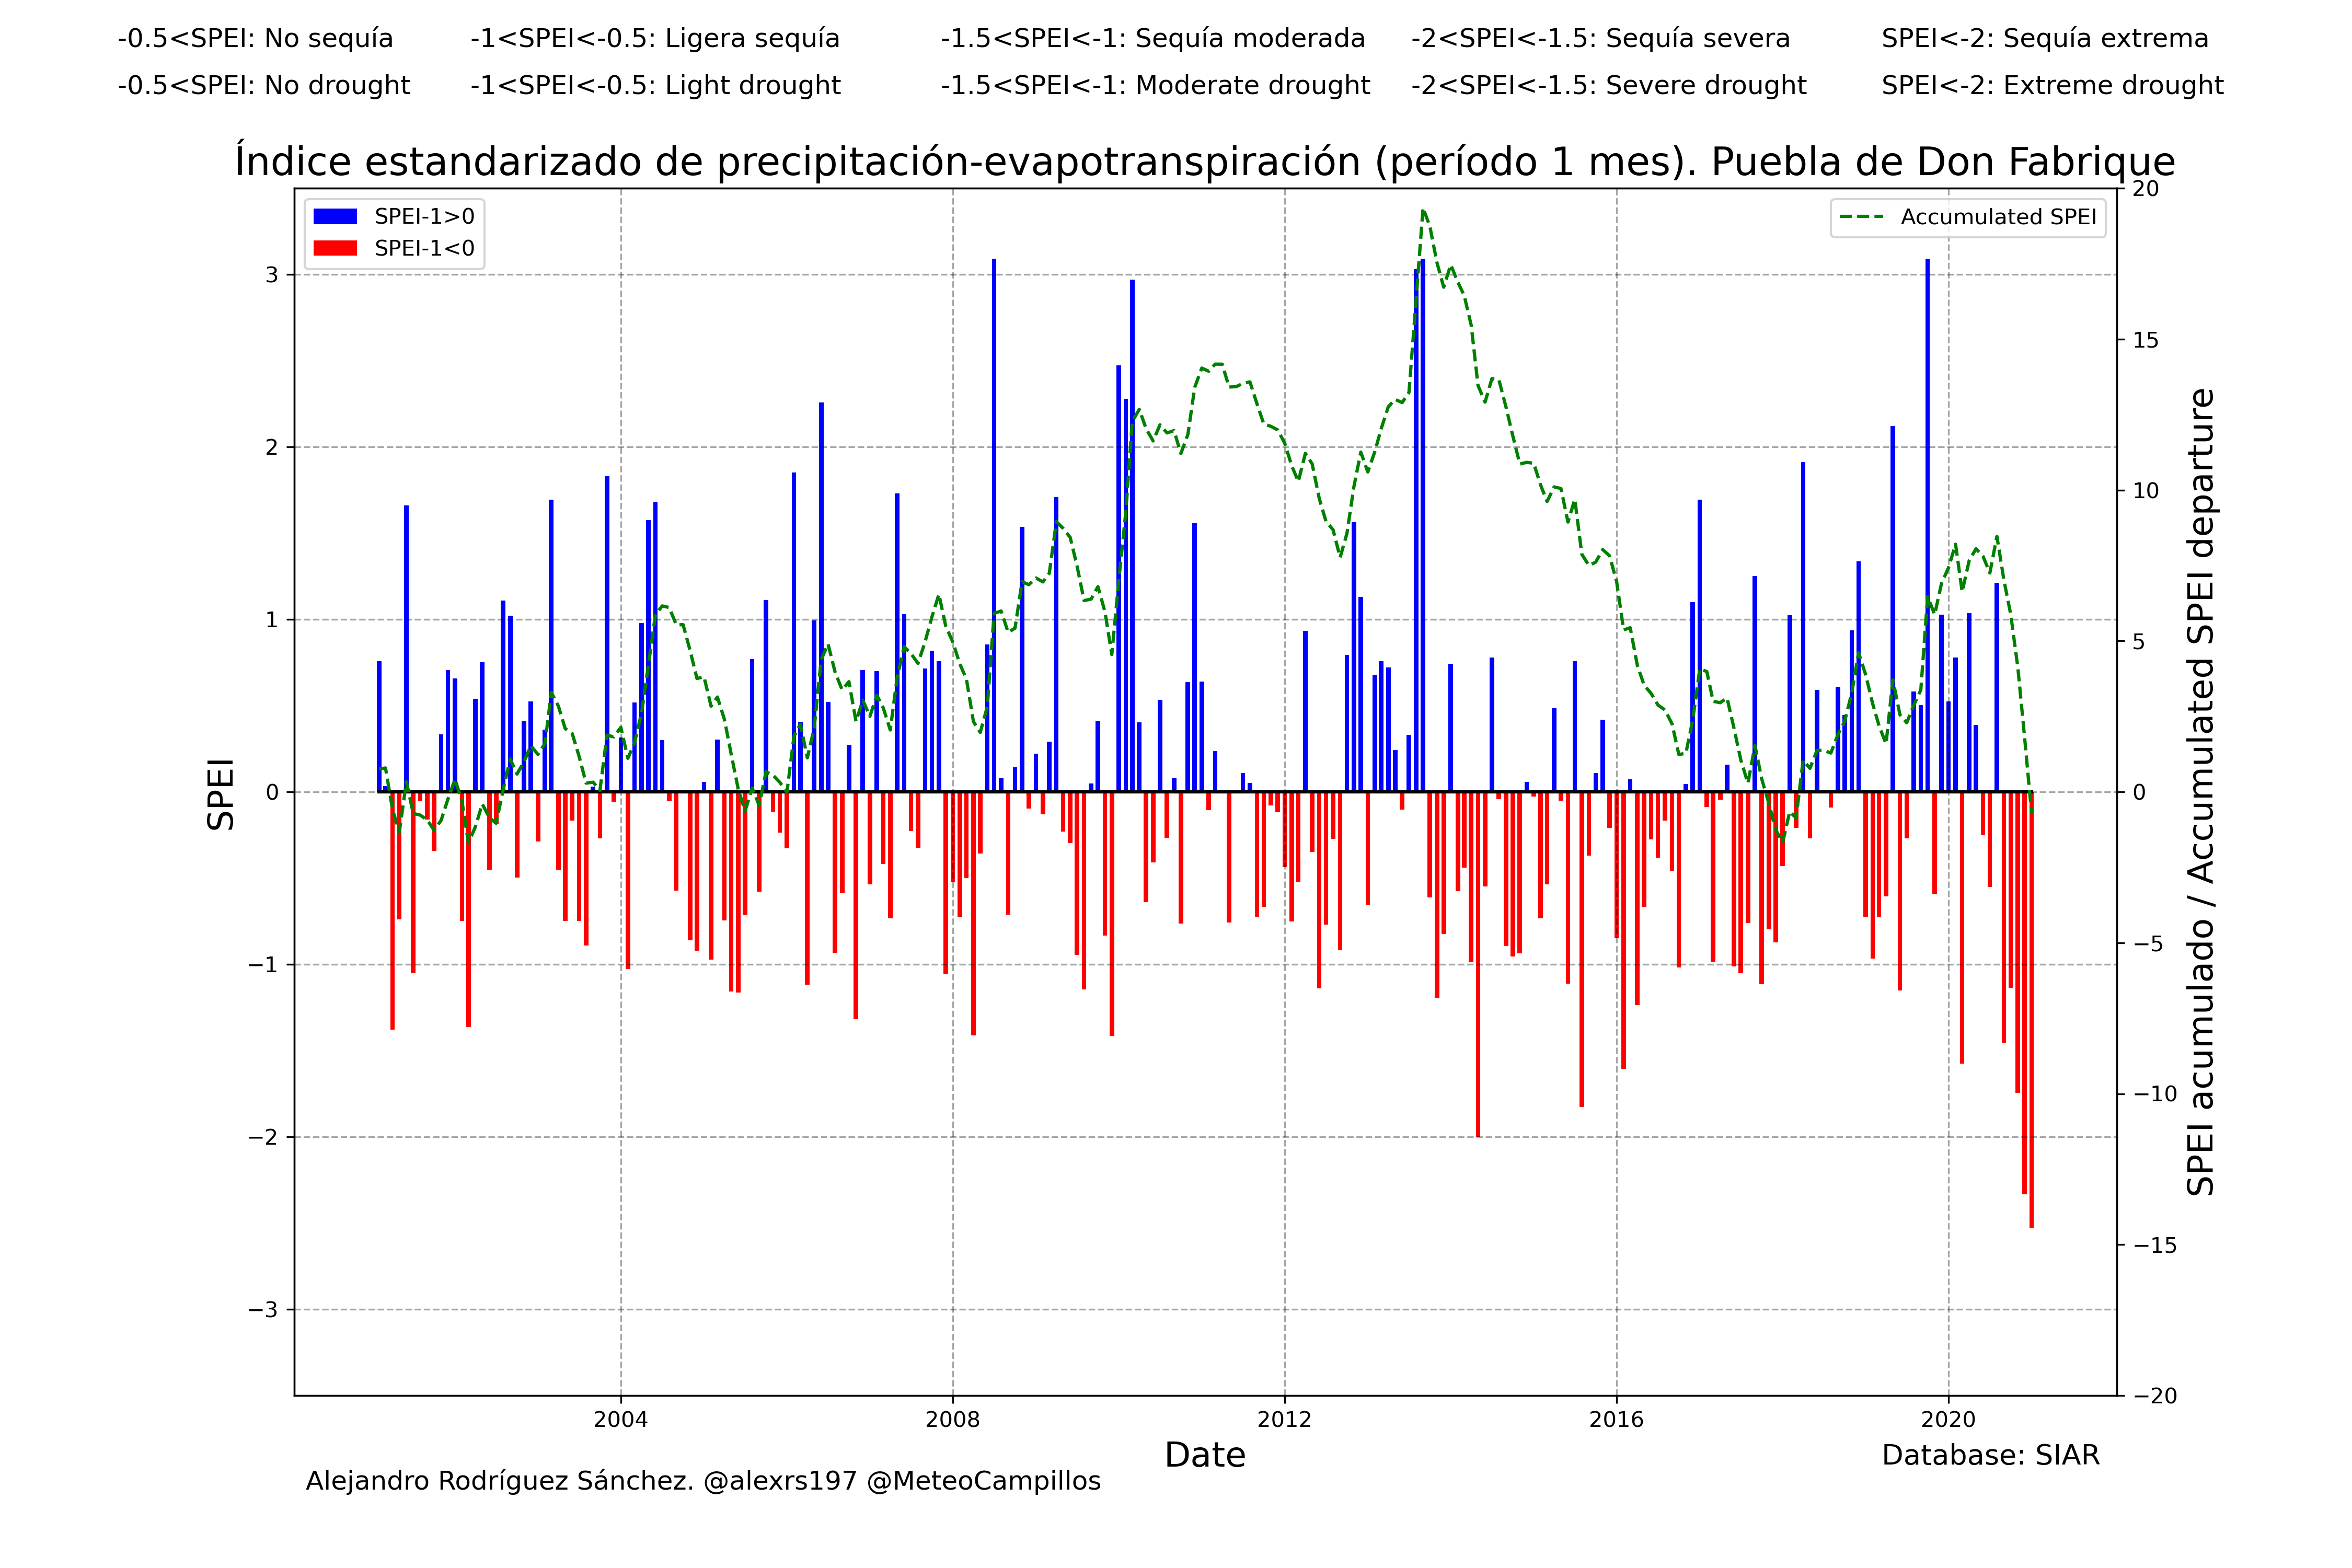 -0.5<SPEI: No sequía
-1<SPEI<-0.5: Ligera sequía
-1.5<SPEI<-1: Sequía moderada
-2<SPEI<-1.5: Sequía severa
SPEI<-2: Sequía extrema
-0.5<SPEI: No drought
-1<SPEI<-0.5: Light drought
-1.5<SPEI<-1: Moderate drought
-2<SPEI<-1.5: Severe drought
SPEI<-2: Extreme drought
Índice estandarizado de precipitación-evapotranspiración (período 1 mes). Puebla de Don Fabrique
SPEI-1>0
SPEI-1<0
Accumulated SPEI
SPEI
3
2
1
0
−1
−2
−3
20
15
10
5
0
−5
−10
−15
−20
SPEI acumulado / Accumulated SPEI departure
2004
2008
2012
2016
2020
Date
Database: SIAR
Alejandro Rodríguez Sánchez. @alexrs197 @MeteoCampillos